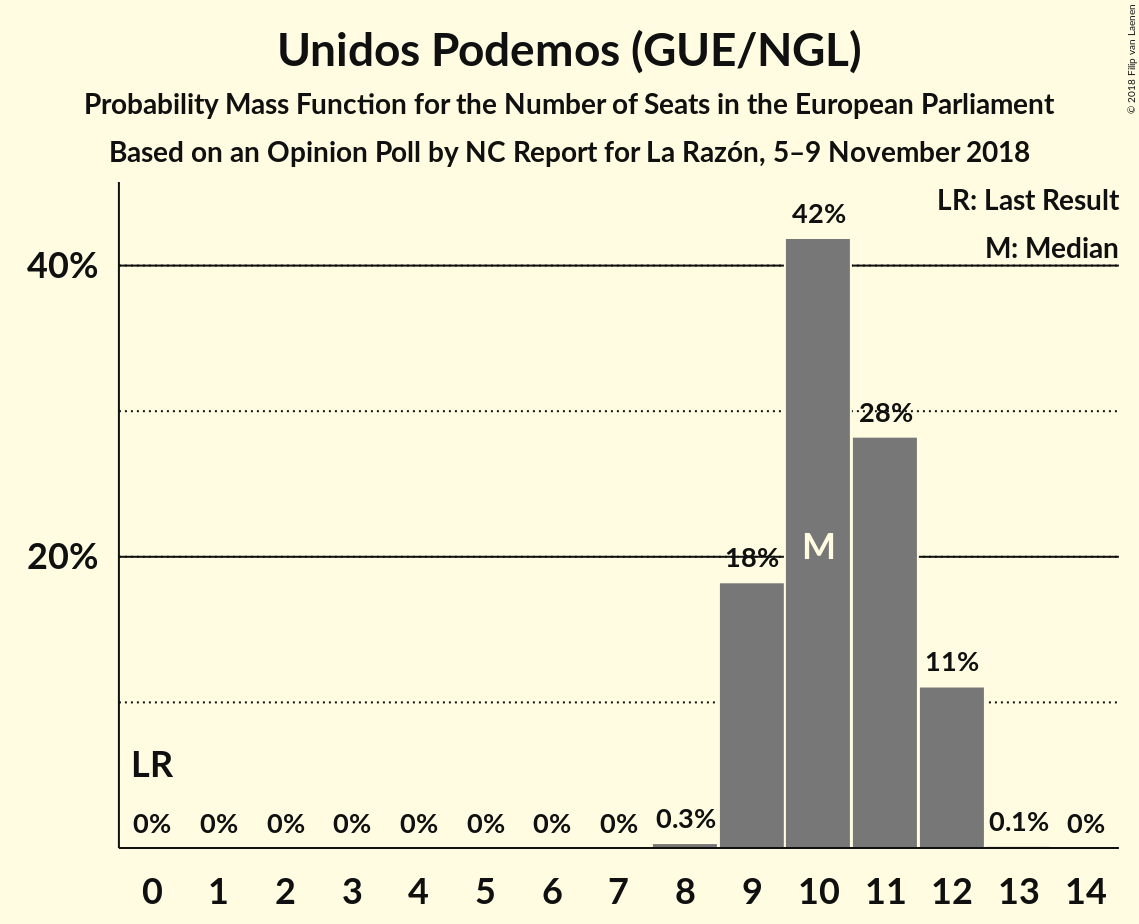 Unidos Podemos (GUE/NGL)
Probability Mass Function for the Number of Seats in the European Parliament
Based on an Opinion Poll by NC Report for La Razón, 5–9 November 2018
© 2018 Filip van Laenen
LR: Last Result
M: Median
42%
40%
28%
20%
18%
M
11%
LR
0% 0% 0% 0% 0% 0% 0% 0% 0.3% 0.1% 0%
0 1 2 3 4 5 6 7 8 9 10 11 12 13 14